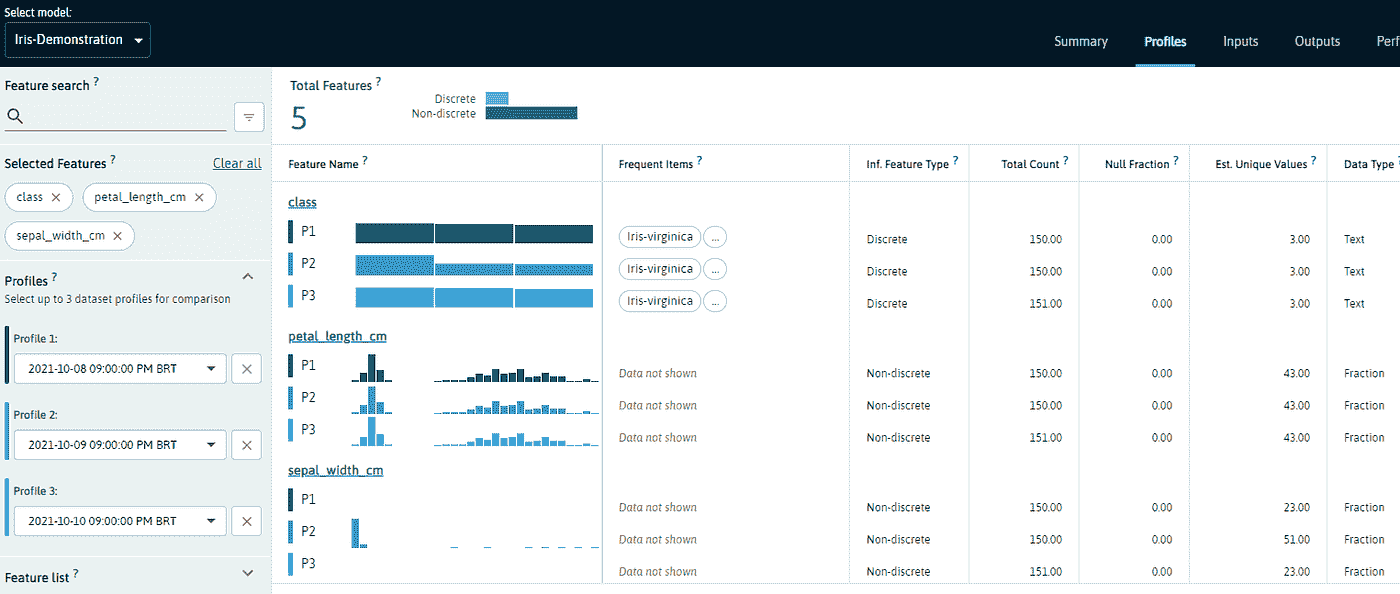 Select model:
Iris-Demonstration
Summary Profiles Inputs Outputs Perf
Feature search ?
Selected Features ? Clear all
class ×
petal_length_cm ×
sepal_width_cm ×
Profiles ?
Select up to 3 dataset profiles for comparison
Profile 1:
2021-10-08 09:00:00 PM BRT
Profile 2:
2021-10-09 09:00:00 PM BRT
Profile 3:
2021-10-10 09:00:00 PM BRT
Feature list ?
Total Features ?
5
Discrete
Non-discrete
Feature Name ? Frequent Items ? Inf. Feature Type ? Total Count ? Null Fraction ? Est. Unique Values ? Data Type ?
class
P1 Iris-virginica ... Discrete 150.00 0.00 3.00 Text
P2 Iris-virginica ... Discrete 150.00 0.00 3.00 Text
P3 Iris-virginica ... Discrete 151.00 0.00 3.00 Text
petal_length_cm
P1 Data not shown Non-discrete 150.00 0.00 43.00 Fraction
P2 Data not shown Non-discrete 150.00 0.00 43.00 Fraction
P3 Data not shown Non-discrete 151.00 0.00 43.00 Fraction
sepal_width_cm
P1 Data not shown Non-discrete 150.00 0.00 23.00 Fraction
P2 Data not shown Non-discrete 150.00 0.00 51.00 Fraction
P3 Data not shown Non-discrete 151.00 0.00 23.00 Fraction